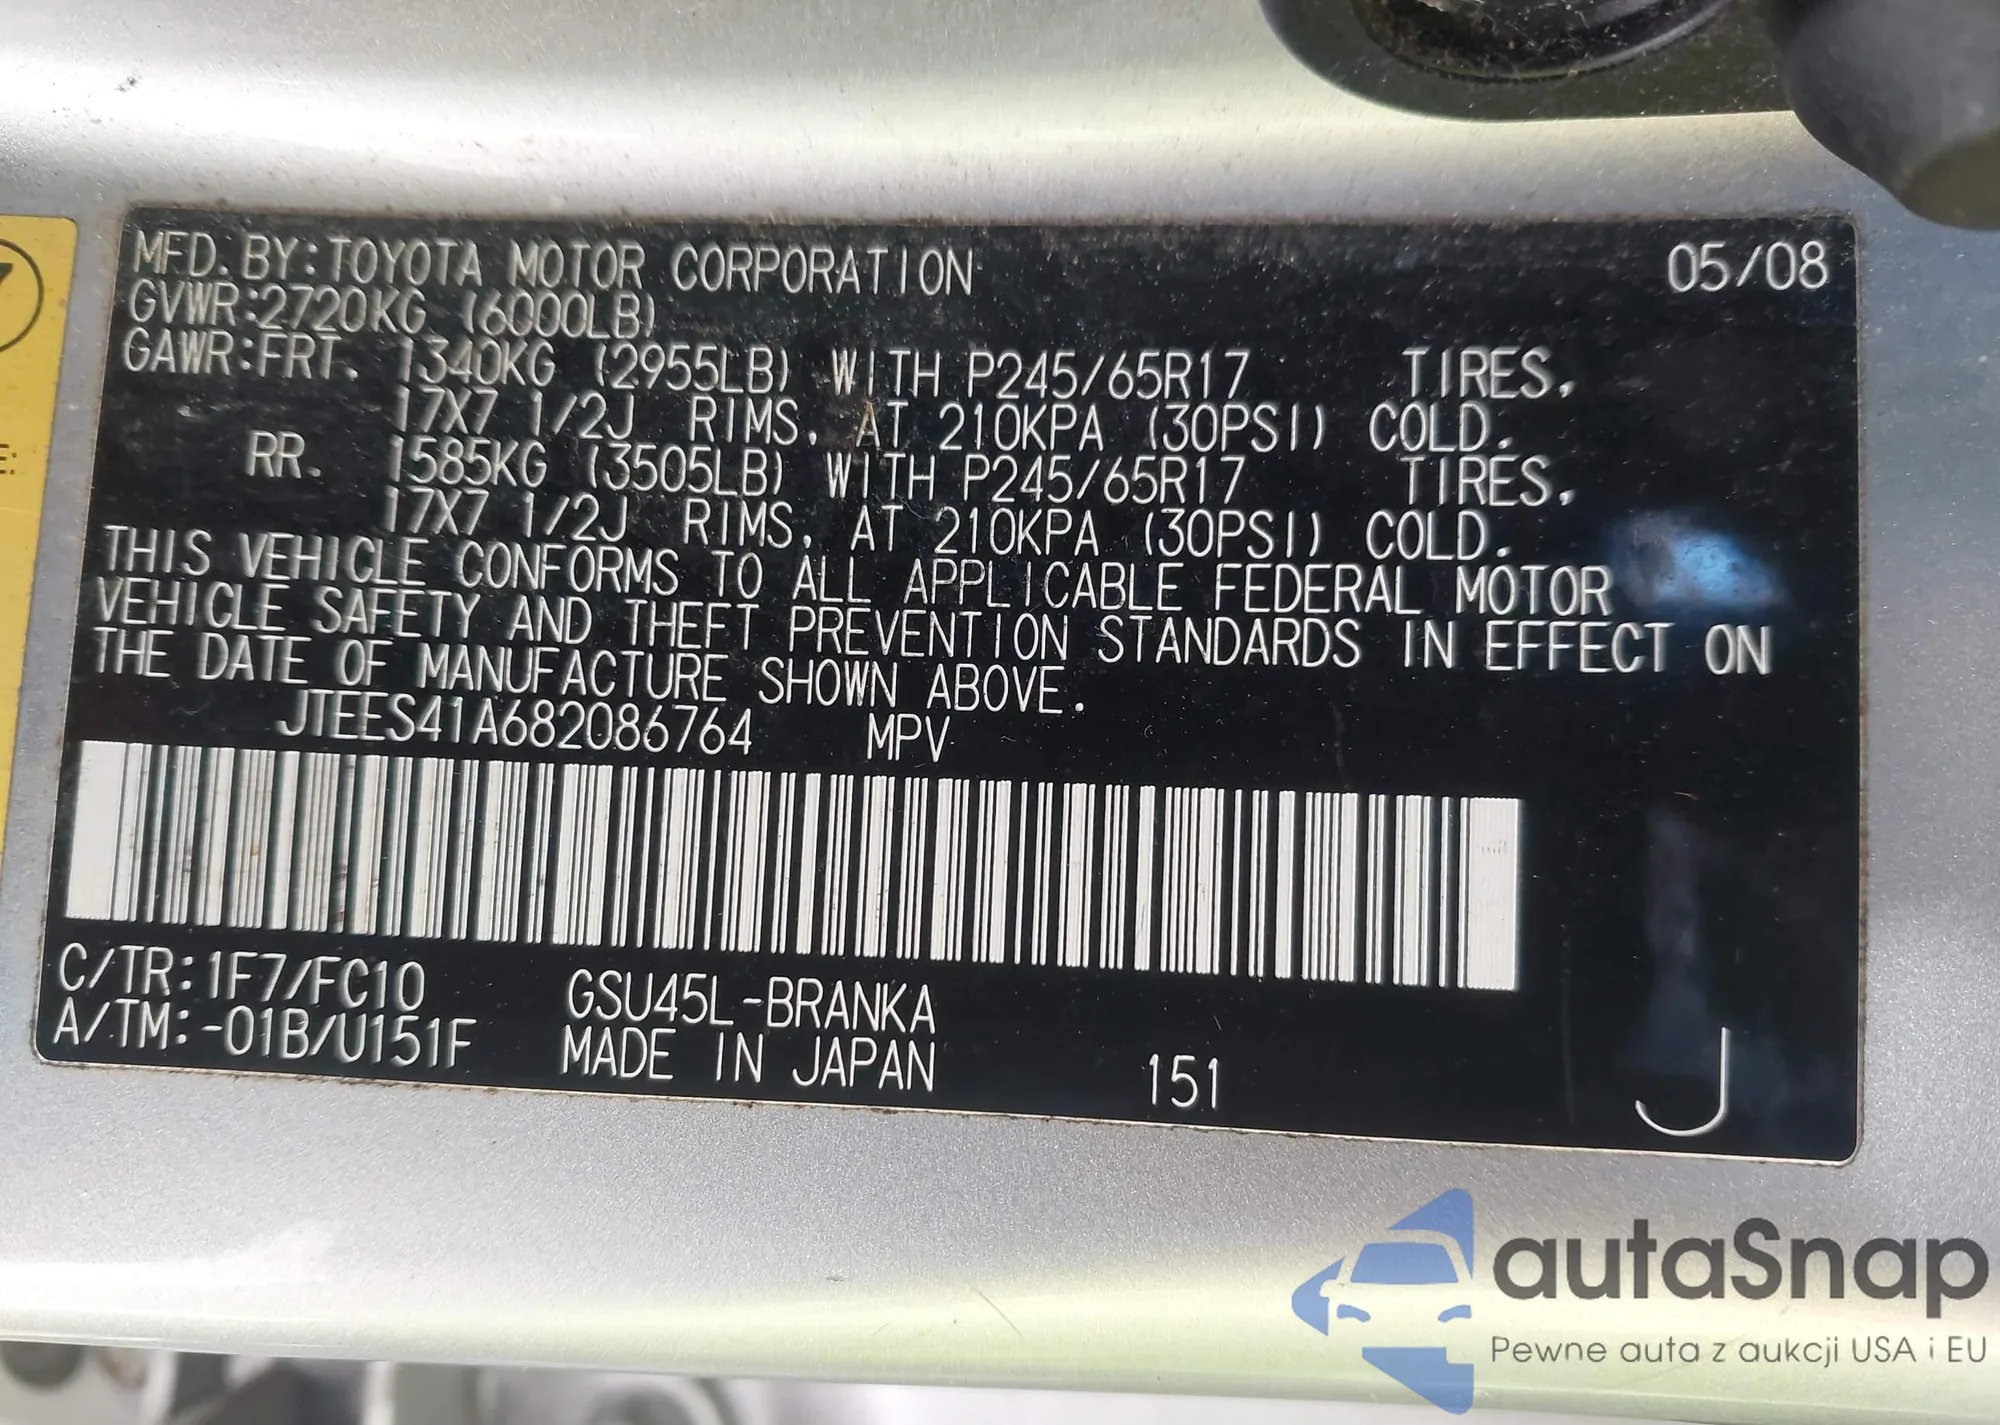 MFD. BY: TOYOTA MOTOR CORPORATION 05/08
GVWR: 2720KG (6000LB)
GAWR: FRT. 1340KG (2955LB) WITH P245/65R17 TIRES,
17X7 1/2J RIMS, AT 210KPA (30PSI) COLD.
RR. 1585KG (3505LB) WITH P245/65R17 TIRES,
17X7 1/2J RIMS, AT 210KPA (30PSI) COLD.
THIS VEHICLE CONFORMS TO ALL APPLICABLE FEDERAL MOTOR
VEHICLE SAFETY AND THEFT PREVENTION STANDARDS IN EFFECT ON
THE DATE OF MANUFACTURE SHOWN ABOVE.
JTEES41A682086764 MPV
C/TR: 1F7/FC10 GSU45L-BRANKA
A/TM: -01B/U151F MADE IN JAPAN 151 J
E:
autaSnap
Pewne auta z aukcji USA i EU